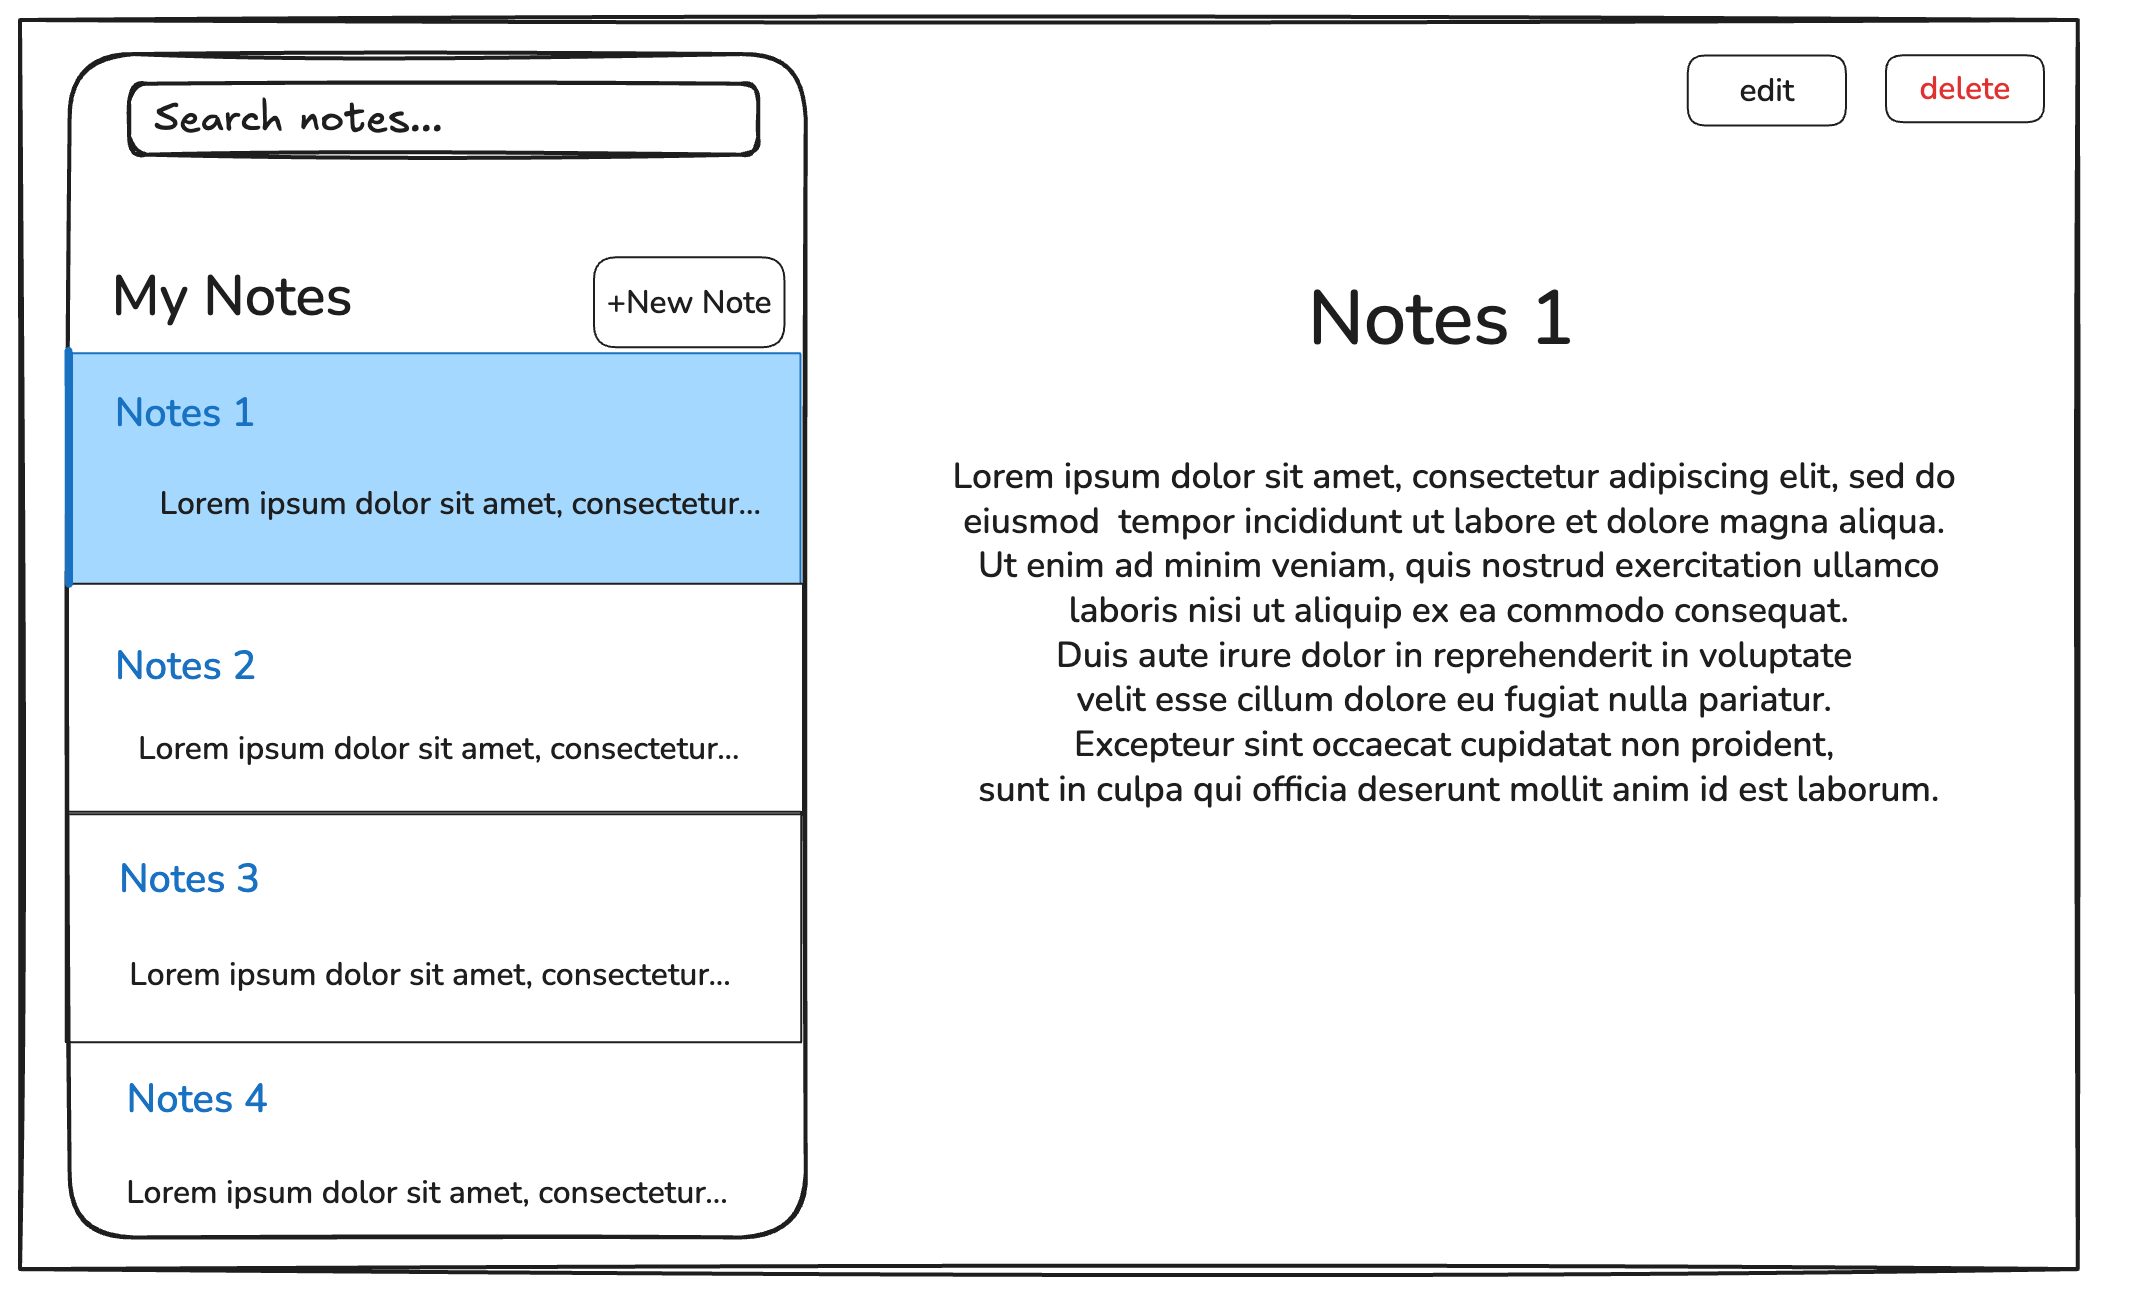 Search notes...
edit
delete
My Notes
+New Note
Notes 1
Lorem ipsum dolor sit amet, consectetur...
Notes 2
Lorem ipsum dolor sit amet, consectetur...
Notes 3
Lorem ipsum dolor sit amet, consectetur...
Notes 4
Lorem ipsum dolor sit amet, consectetur...
Notes 1
Lorem ipsum dolor sit amet, consectetur adipiscing elit, sed do
eiusmod  tempor incididunt ut labore et dolore magna aliqua.
Ut enim ad minim veniam, quis nostrud exercitation ullamco
laboris nisi ut aliquip ex ea commodo consequat.
Duis aute irure dolor in reprehenderit in voluptate
velit esse cillum dolore eu fugiat nulla pariatur.
Excepteur sint occaecat cupidatat non proident,
sunt in culpa qui officia deserunt mollit anim id est laborum.